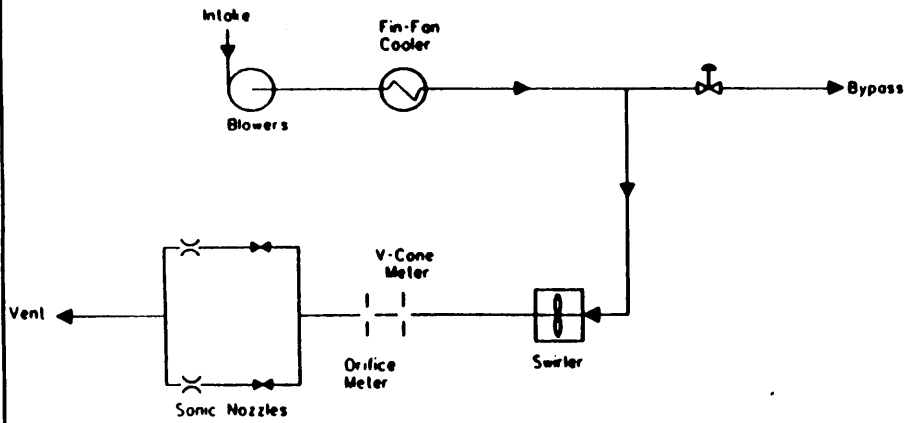 Intake
Fin-Fan
Cooler
Blowers
Bypass
V-Cone
Meter
Vent
Orifice
Meter
Swirler
Sonic Nozzles